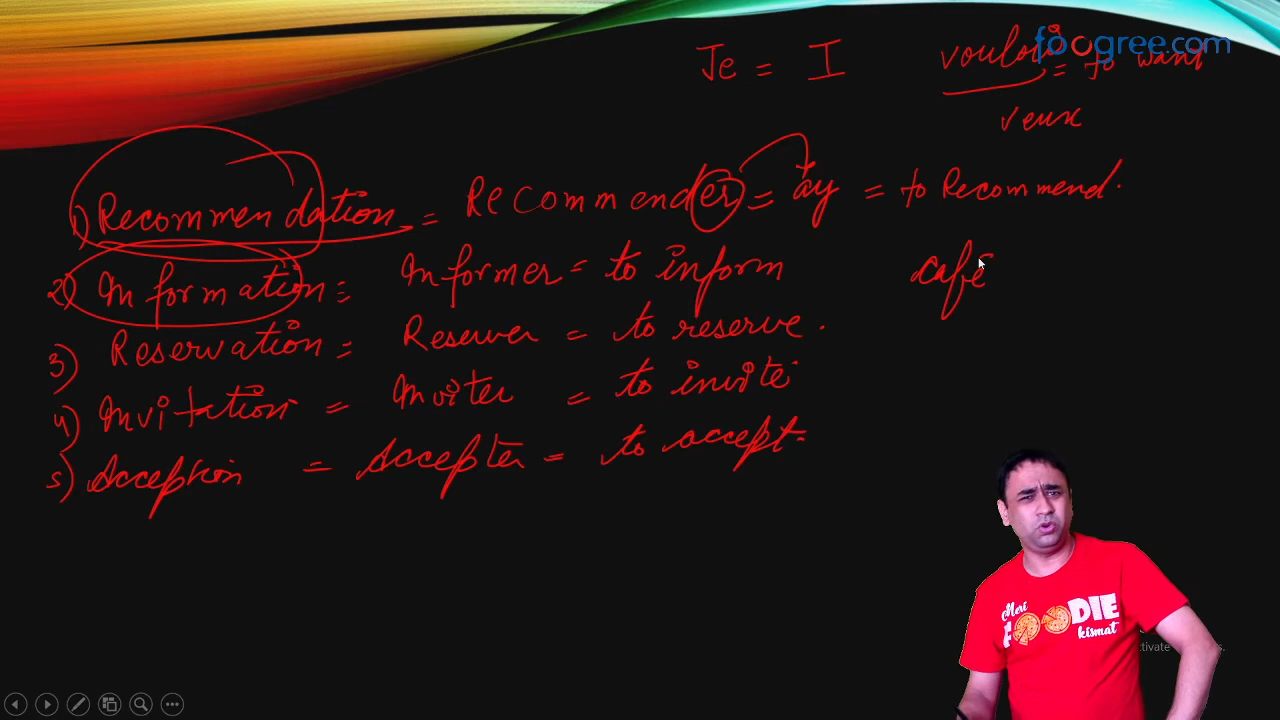 foogree.com
Je = I
vouloir = to want
veux
1) Recommendation = Recommender = ay = to Recommend.
2) Information = Informer = to inform
café
3) Reservation = Reserver = to reserve.
4) Invitation = Inviter = to invite
5) Acception = Accepter = to accept.
Meri
FOODIE
kismat